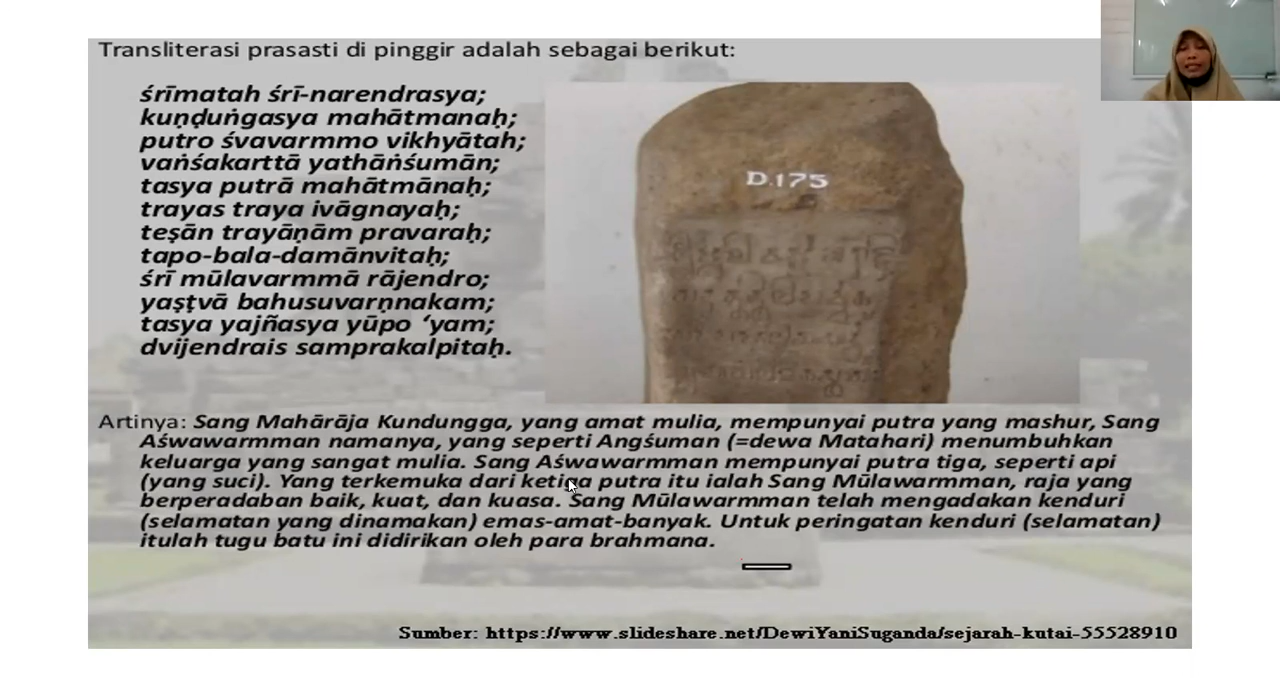 Transliterasi prasasti di pinggir adalah sebagai berikut:
śrīmatah śrī-narendrasya;
kuṇḍuṅgasya mahātmanaḥ;
putro śvavarmmo vikhyātah;
vaṅśakarttā yathāṅśumān;
tasya putrā mahātmānaḥ;
trayas traya ivāgnayaḥ;
teṣān trayāṇām pravaraḥ;
tapo-bala-damānvitaḥ;
śrī mūlavarmmā rājendro;
yaṣṭvā bahusuvarṇnakam;
tasya yajñasya yūpo ‘yam;
dvijendrais samprakalpitaḥ.
D.175
Artinya: Sang Mahārāja Kundungga, yang amat mulia, mempunyai putra yang mashur, Sang
Aśwawarmman namanya, yang seperti Angśuman (=dewa Matahari) menumbuhkan
keluarga yang sangat mulia. Sang Aśwawarmman mempunyai putra tiga, seperti api
(yang suci). Yang terkemuka dari ketiga putra itu ialah Sang Mūlawarmman, raja yang
berperadaban baik, kuat, dan kuasa. Sang Mūlawarmman telah mengadakan kenduri
(selamatan yang dinamakan) emas-amat-banyak. Untuk peringatan kenduri (selamatan)
itulah tugu batu ini didirikan oleh para brahmana.
Sumber: https://www.slideshare.net/DewiYaniSuganda/sejarah-kutai-55528910